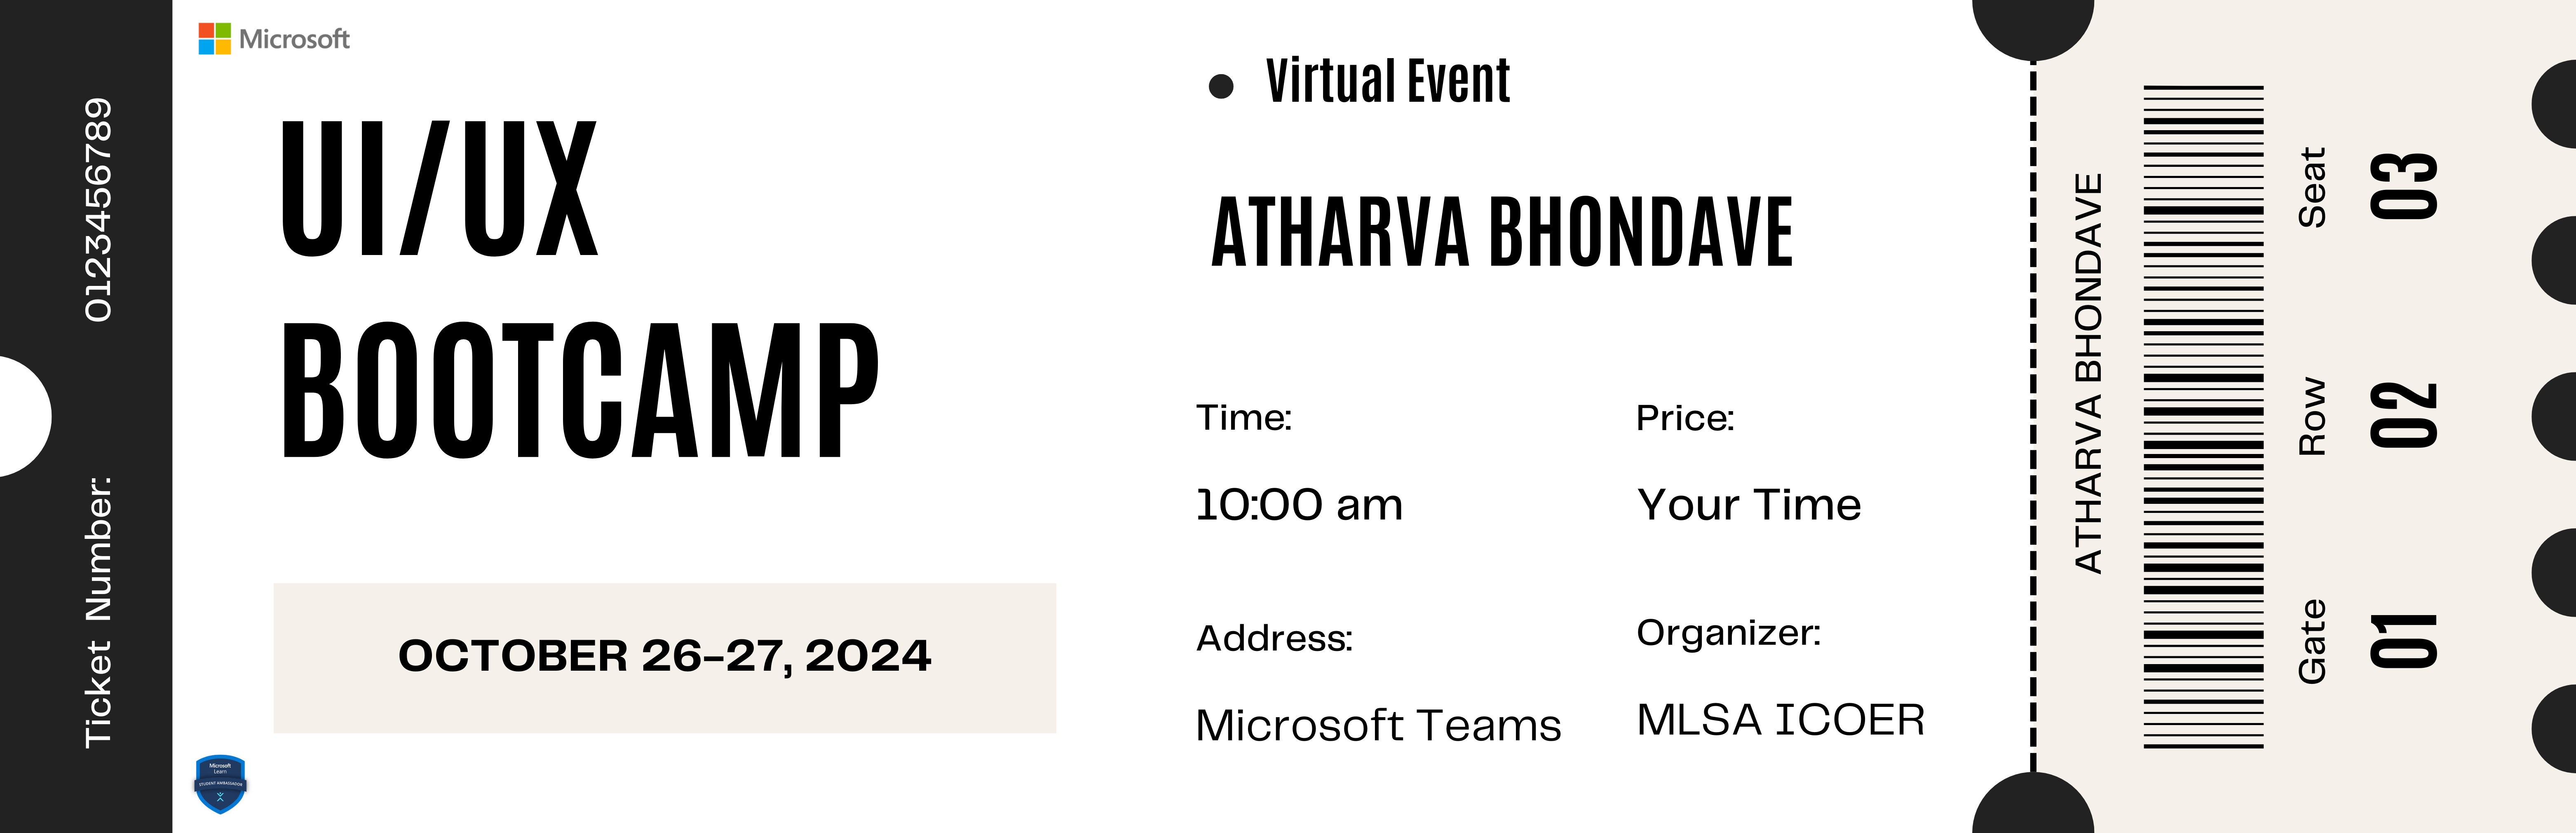 Ticket Number: 0123456789
Microsoft
UI/UX
BOOTCAMP
OCTOBER 26-27, 2024
Microsoft
Learn
STUDENT AMBASSADOR
Virtual Event
ATHARVA BHONDAVE
Time:
10:00 am
Price:
Your Time
Address:
Microsoft Teams
Organizer:
MLSA ICOER
ATHARVA BHONDAVE
Gate Row Seat
01 02 03